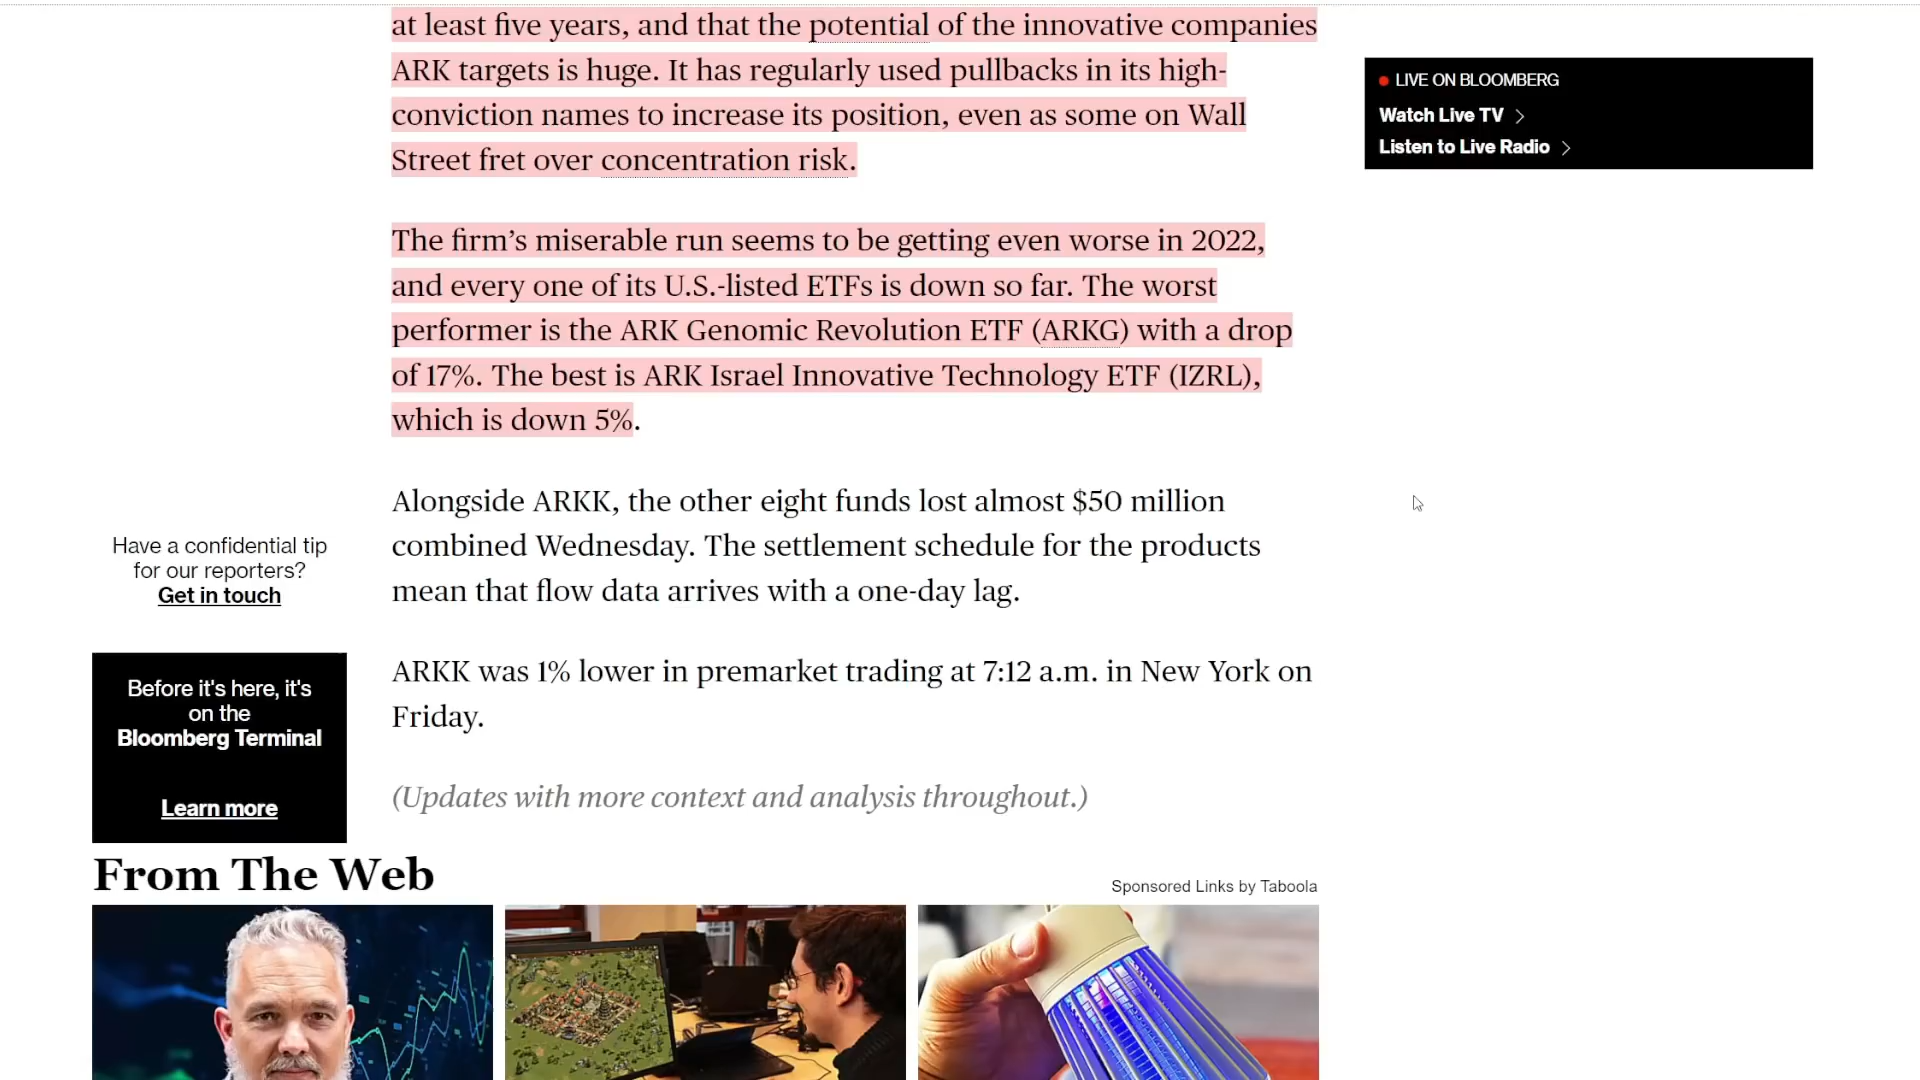 at least five years, and that the potential of the innovative companies
ARK targets is huge. It has regularly used pullbacks in its high-
conviction names to increase its position, even as some on Wall
Street fret over concentration risk.
LIVE ON BLOOMBERG
Watch Live TV
Listen to Live Radio
The firm’s miserable run seems to be getting even worse in 2022,
and every one of its U.S.-listed ETFs is down so far. The worst
performer is the ARK Genomic Revolution ETF (ARKG) with a drop
of 17%. The best is ARK Israel Innovative Technology ETF (IZRL),
which is down 5%.
Alongside ARKK, the other eight funds lost almost $50 million
combined Wednesday. The settlement schedule for the products
mean that flow data arrives with a one-day lag.
Have a confidential tip
for our reporters?
Get in touch
ARKK was 1% lower in premarket trading at 7:12 a.m. in New York on
Friday.
Before it's here, it's
on the
Bloomberg Terminal
Learn more
(Updates with more context and analysis throughout.)
From The Web
Sponsored Links by Taboola